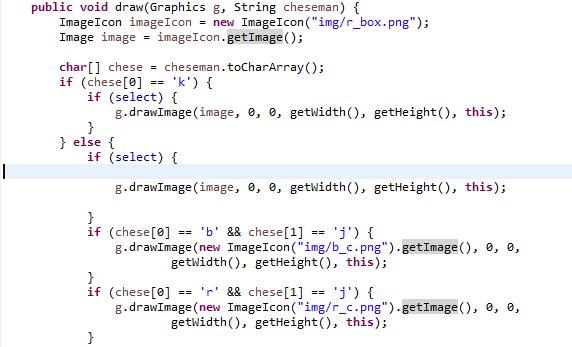 public void draw(Graphics g, String cheseman) {
ImageIcon imageIcon = new ImageIcon("img/r_box.png");
Image image = imageIcon.getImage();
char[] chese = cheseman.toCharArray();
if (chese[0] == 'k') {
if (select) {
g.drawImage(image, 0, 0, getWidth(), getHeight(), this);
}
} else {
if (select) {
g.drawImage(image, 0, 0, getWidth(), getHeight(), this);
}
if (chese[0] == 'b' && chese[1] == 'j') {
g.drawImage(new ImageIcon("img/b_c.png").getImage(), 0, 0,
getWidth(), getHeight(), this);
}
if (chese[0] == 'r' && chese[1] == 'j') {
g.drawImage(new ImageIcon("img/r_c.png").getImage(), 0, 0,
getWidth(), getHeight(), this);
}